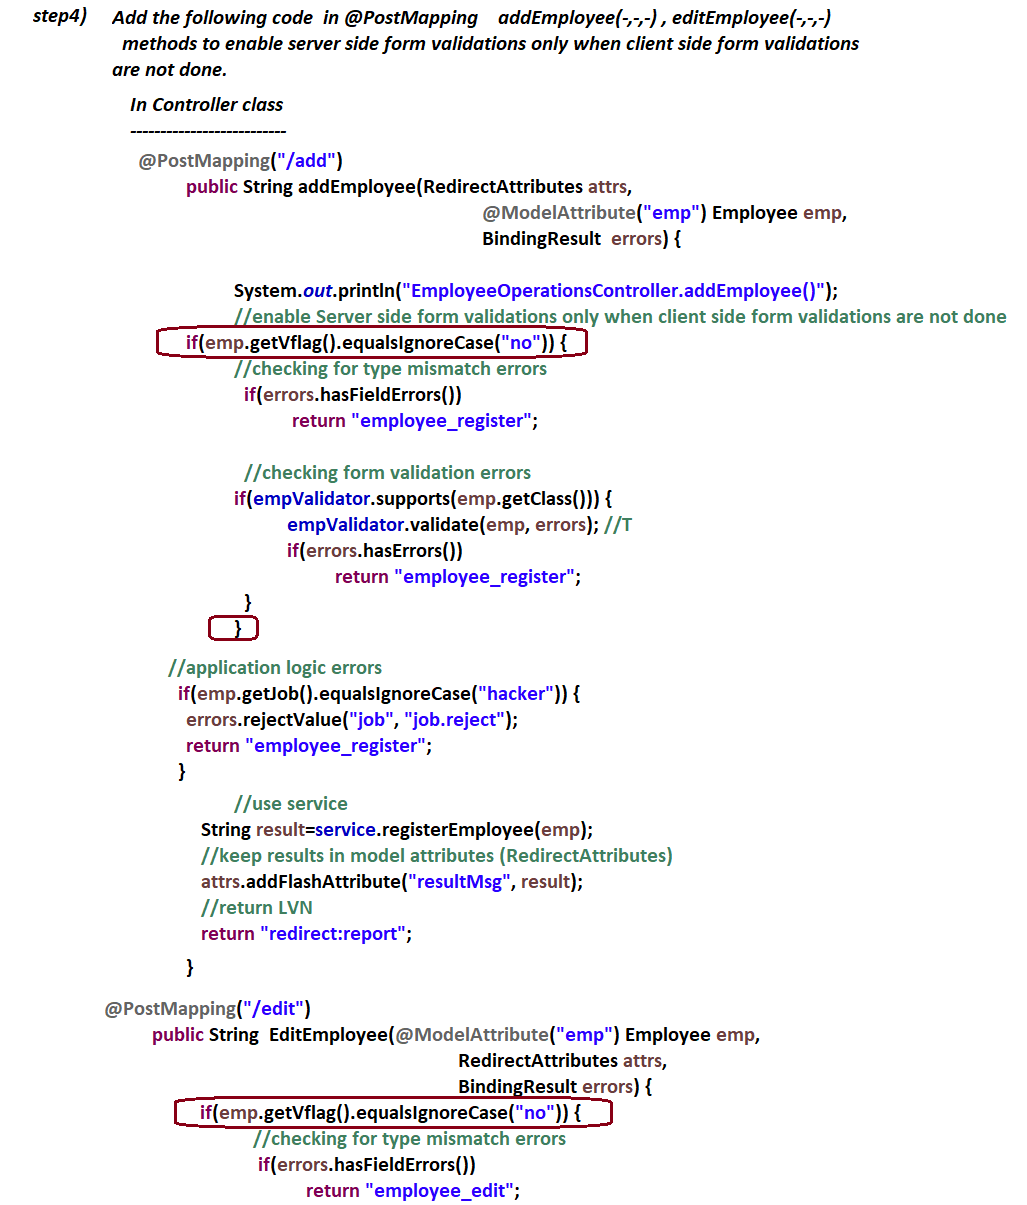 step4) Add the following code in @PostMapping addEmployee(-,-,-) , editEmployee(-,-,-)
methods to enable server side form validations only when client side form validations
are not done.
In Controller class
--------------------------
@PostMapping("/add")
public String addEmployee(RedirectAttributes attrs,
@ModelAttribute("emp") Employee emp,
BindingResult errors) {
System.out.println("EmployeeOperationsController.addEmployee()");
//enable Server side form validations only when client side form validations are not done
if(emp.getVflag().equalsIgnoreCase("no")) {
//checking for type mismatch errors
if(errors.hasFieldErrors())
return "employee_register";
//checking form validation errors
if(empValidator.supports(emp.getClass())) {
empValidator.validate(emp, errors); //T
if(errors.hasErrors())
return "employee_register";
}
}
//application logic errors
if(emp.getJob().equalsIgnoreCase("hacker")) {
errors.rejectValue("job", "job.reject");
return "employee_register";
}
//use service
String result=service.registerEmployee(emp);
//keep results in model attributes (RedirectAttributes)
attrs.addFlashAttribute("resultMsg", result);
//return LVN
return "redirect:report";
}
@PostMapping("/edit")
public String EditEmployee(@ModelAttribute("emp") Employee emp,
RedirectAttributes attrs,
BindingResult errors) {
if(emp.getVflag().equalsIgnoreCase("no")) {
//checking for type mismatch errors
if(errors.hasFieldErrors())
return "employee_edit";